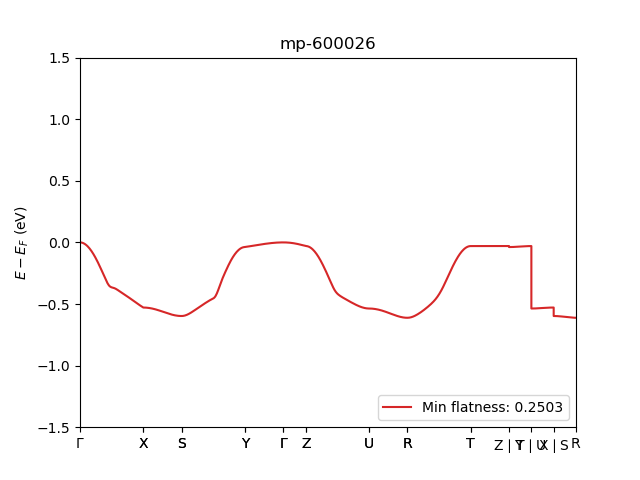 mp-600026
E − E_F (eV)
1.5
1.0
0.5
0.0
−0.5
−1.0
−1.5
Min flatness: 0.2503
Γ X S Y Γ Z U R T Z | Y T | U X | S R